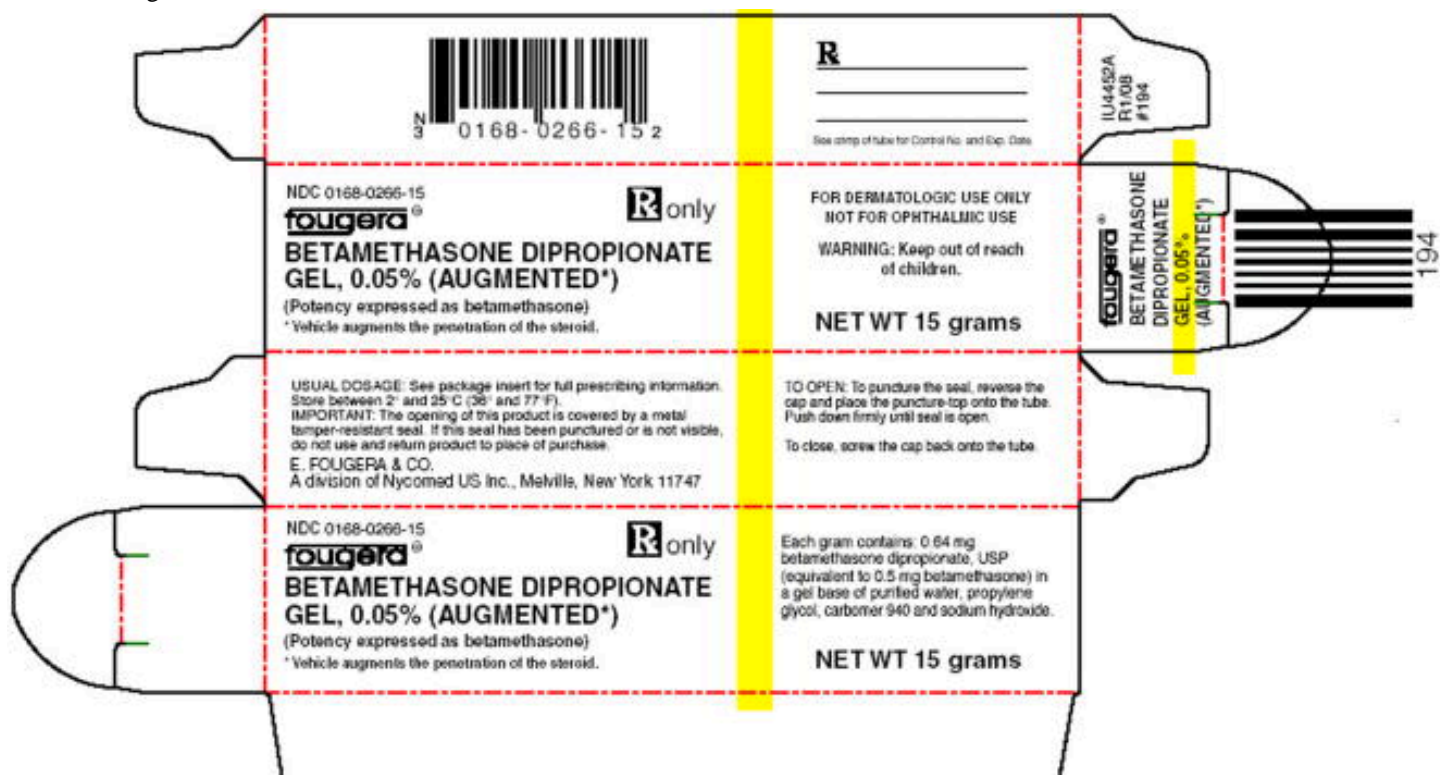 N
3 0168-0266-15 2
R
See crimp of tube for Control No. and Exp. Date
IU4452A
R1/08
#194
NDC 0168-0266-15
fougera®
Rx only
BETAMETHASONE DIPROPIONATE
GEL, 0.05% (AUGMENTED*)
(Potency expressed as betamethasone)
* Vehicle augments the penetration of the steroid.
FOR DERMATOLOGIC USE ONLY
NOT FOR OPHTHALMIC USE
WARNING: Keep out of reach
of children.
NET WT 15 grams
fougera®
BETAMETHASONE
DIPROPIONATE
GEL, 0.05%
(AUGMENTED*)
194
USUAL DOSAGE: See package insert for full prescribing information.
Store between 2° and 25°C (36° and 77°F).
IMPORTANT: The opening of this product is covered by a metal
tamper-resistant seal. If this seal has been punctured or is not visible,
do not use and return product to place of purchase.
E. FOUGERA & CO.
A division of Nycomed US Inc., Melville, New York 11747
TO OPEN: To puncture the seal, reverse the
cap and place the puncture-top onto the tube.
Push down firmly until seal is open.
To close, screw the cap back onto the tube.
NDC 0168-0266-15
fougera®
Rx only
BETAMETHASONE DIPROPIONATE
GEL, 0.05% (AUGMENTED*)
(Potency expressed as betamethasone)
* Vehicle augments the penetration of the steroid.
Each gram contains: 0.64 mg
betamethasone dipropionate, USP
(equivalent to 0.5 mg betamethasone) in
a gel base of purified water, propylene
glycol, carbomer 940 and sodium hydroxide.
NET WT 15 grams